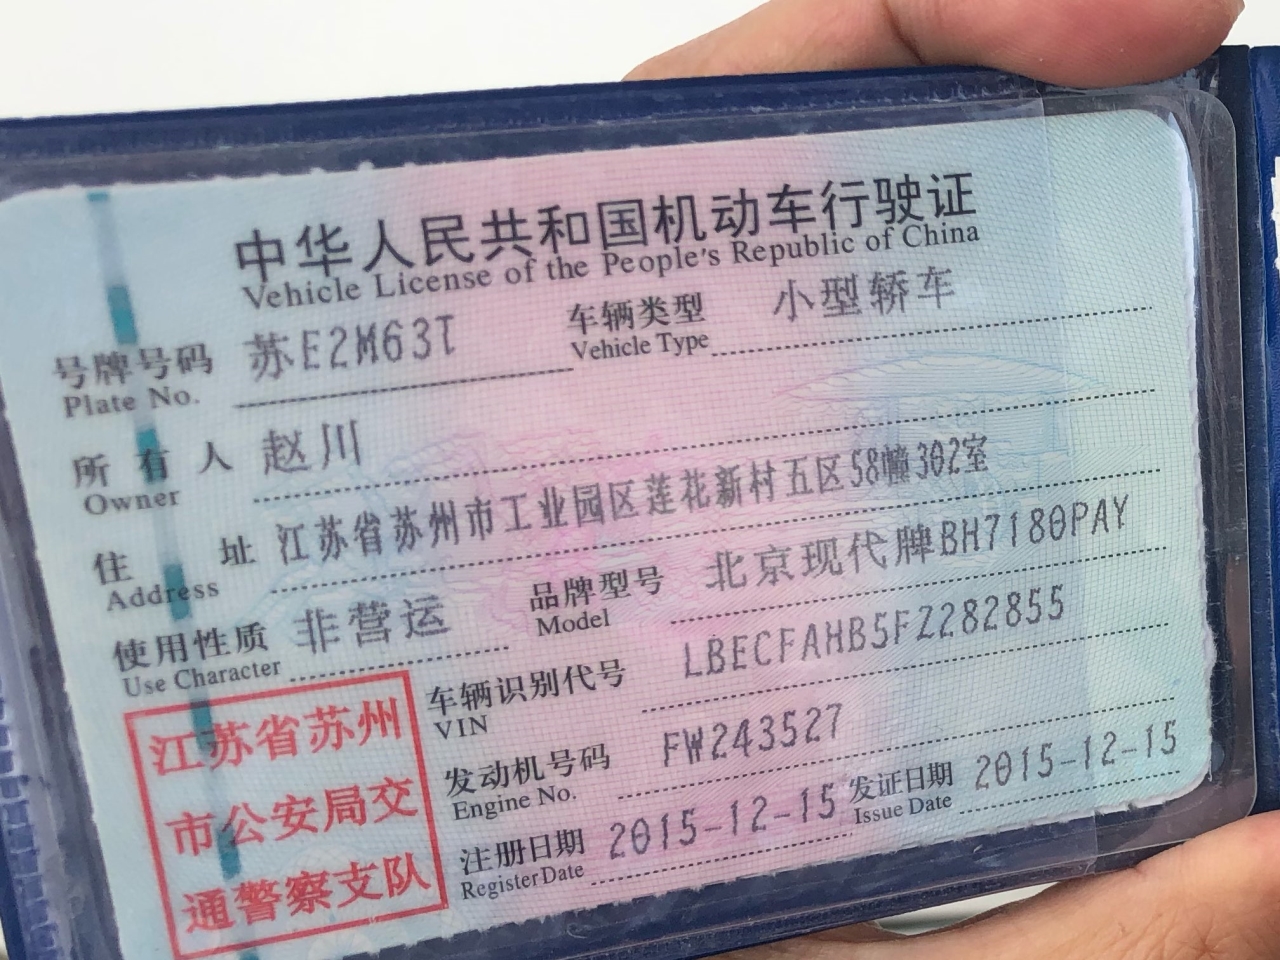 中华人民共和国机动车行驶证
Vehicle License of the People's Republic of China
号牌号码 苏E2M63T 车辆类型 小型轿车
Plate No. Vehicle Type
所有人 赵川
Owner
住址 江苏省苏州市工业园区莲花新村五区58幢302室
Address
使用性质 非营运 品牌型号 北京现代牌BH7180PAY
Use Character Model
车辆识别代号 LBECFAHB5FZ282855
VIN
发动机号码 FW243527
Engine No.
注册日期 2015-12-15 发证日期 2015-12-15
Register Date Issue Date
江苏省苏州
市公安局交
通警察支队